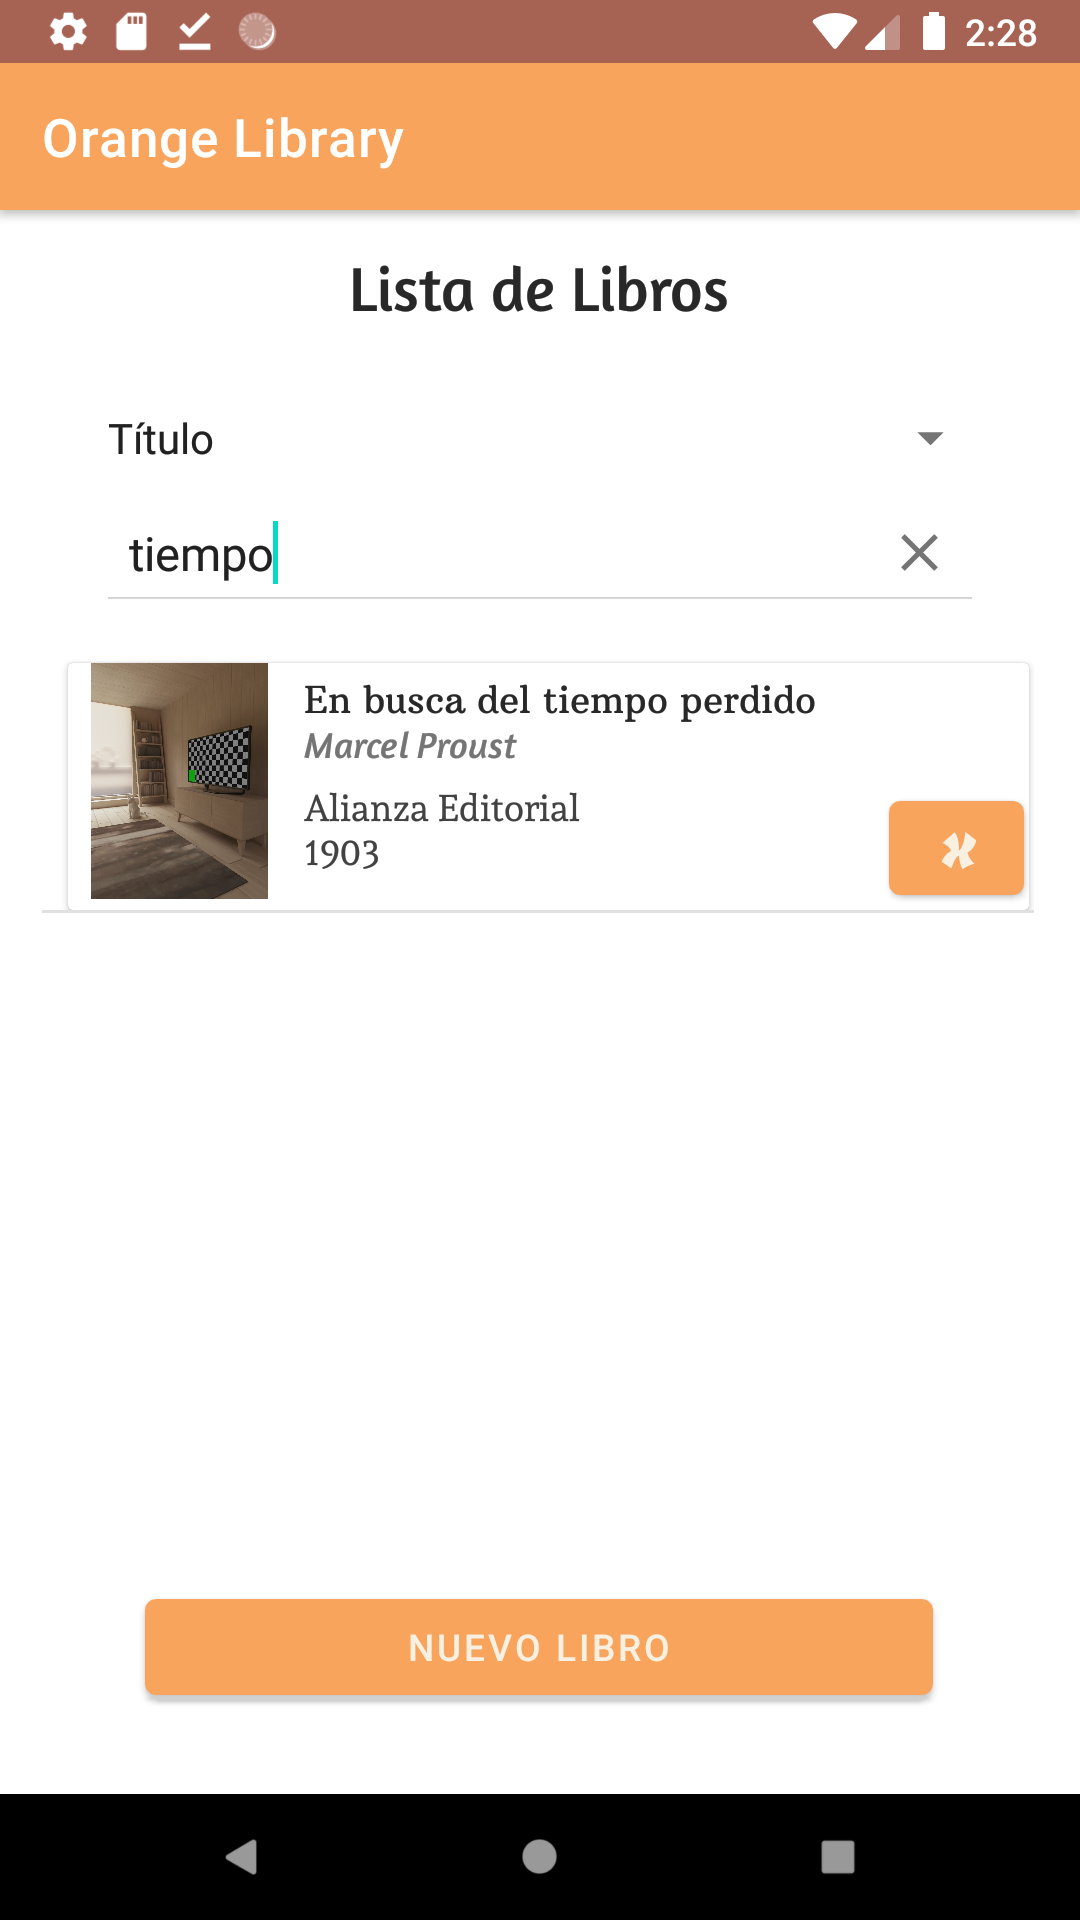 2:28
Orange Library
Lista de Libros
Título
tiempo
En busca del tiempo perdido
Marcel Proust
Alianza Editorial
1903
X
NUEVO LIBRO